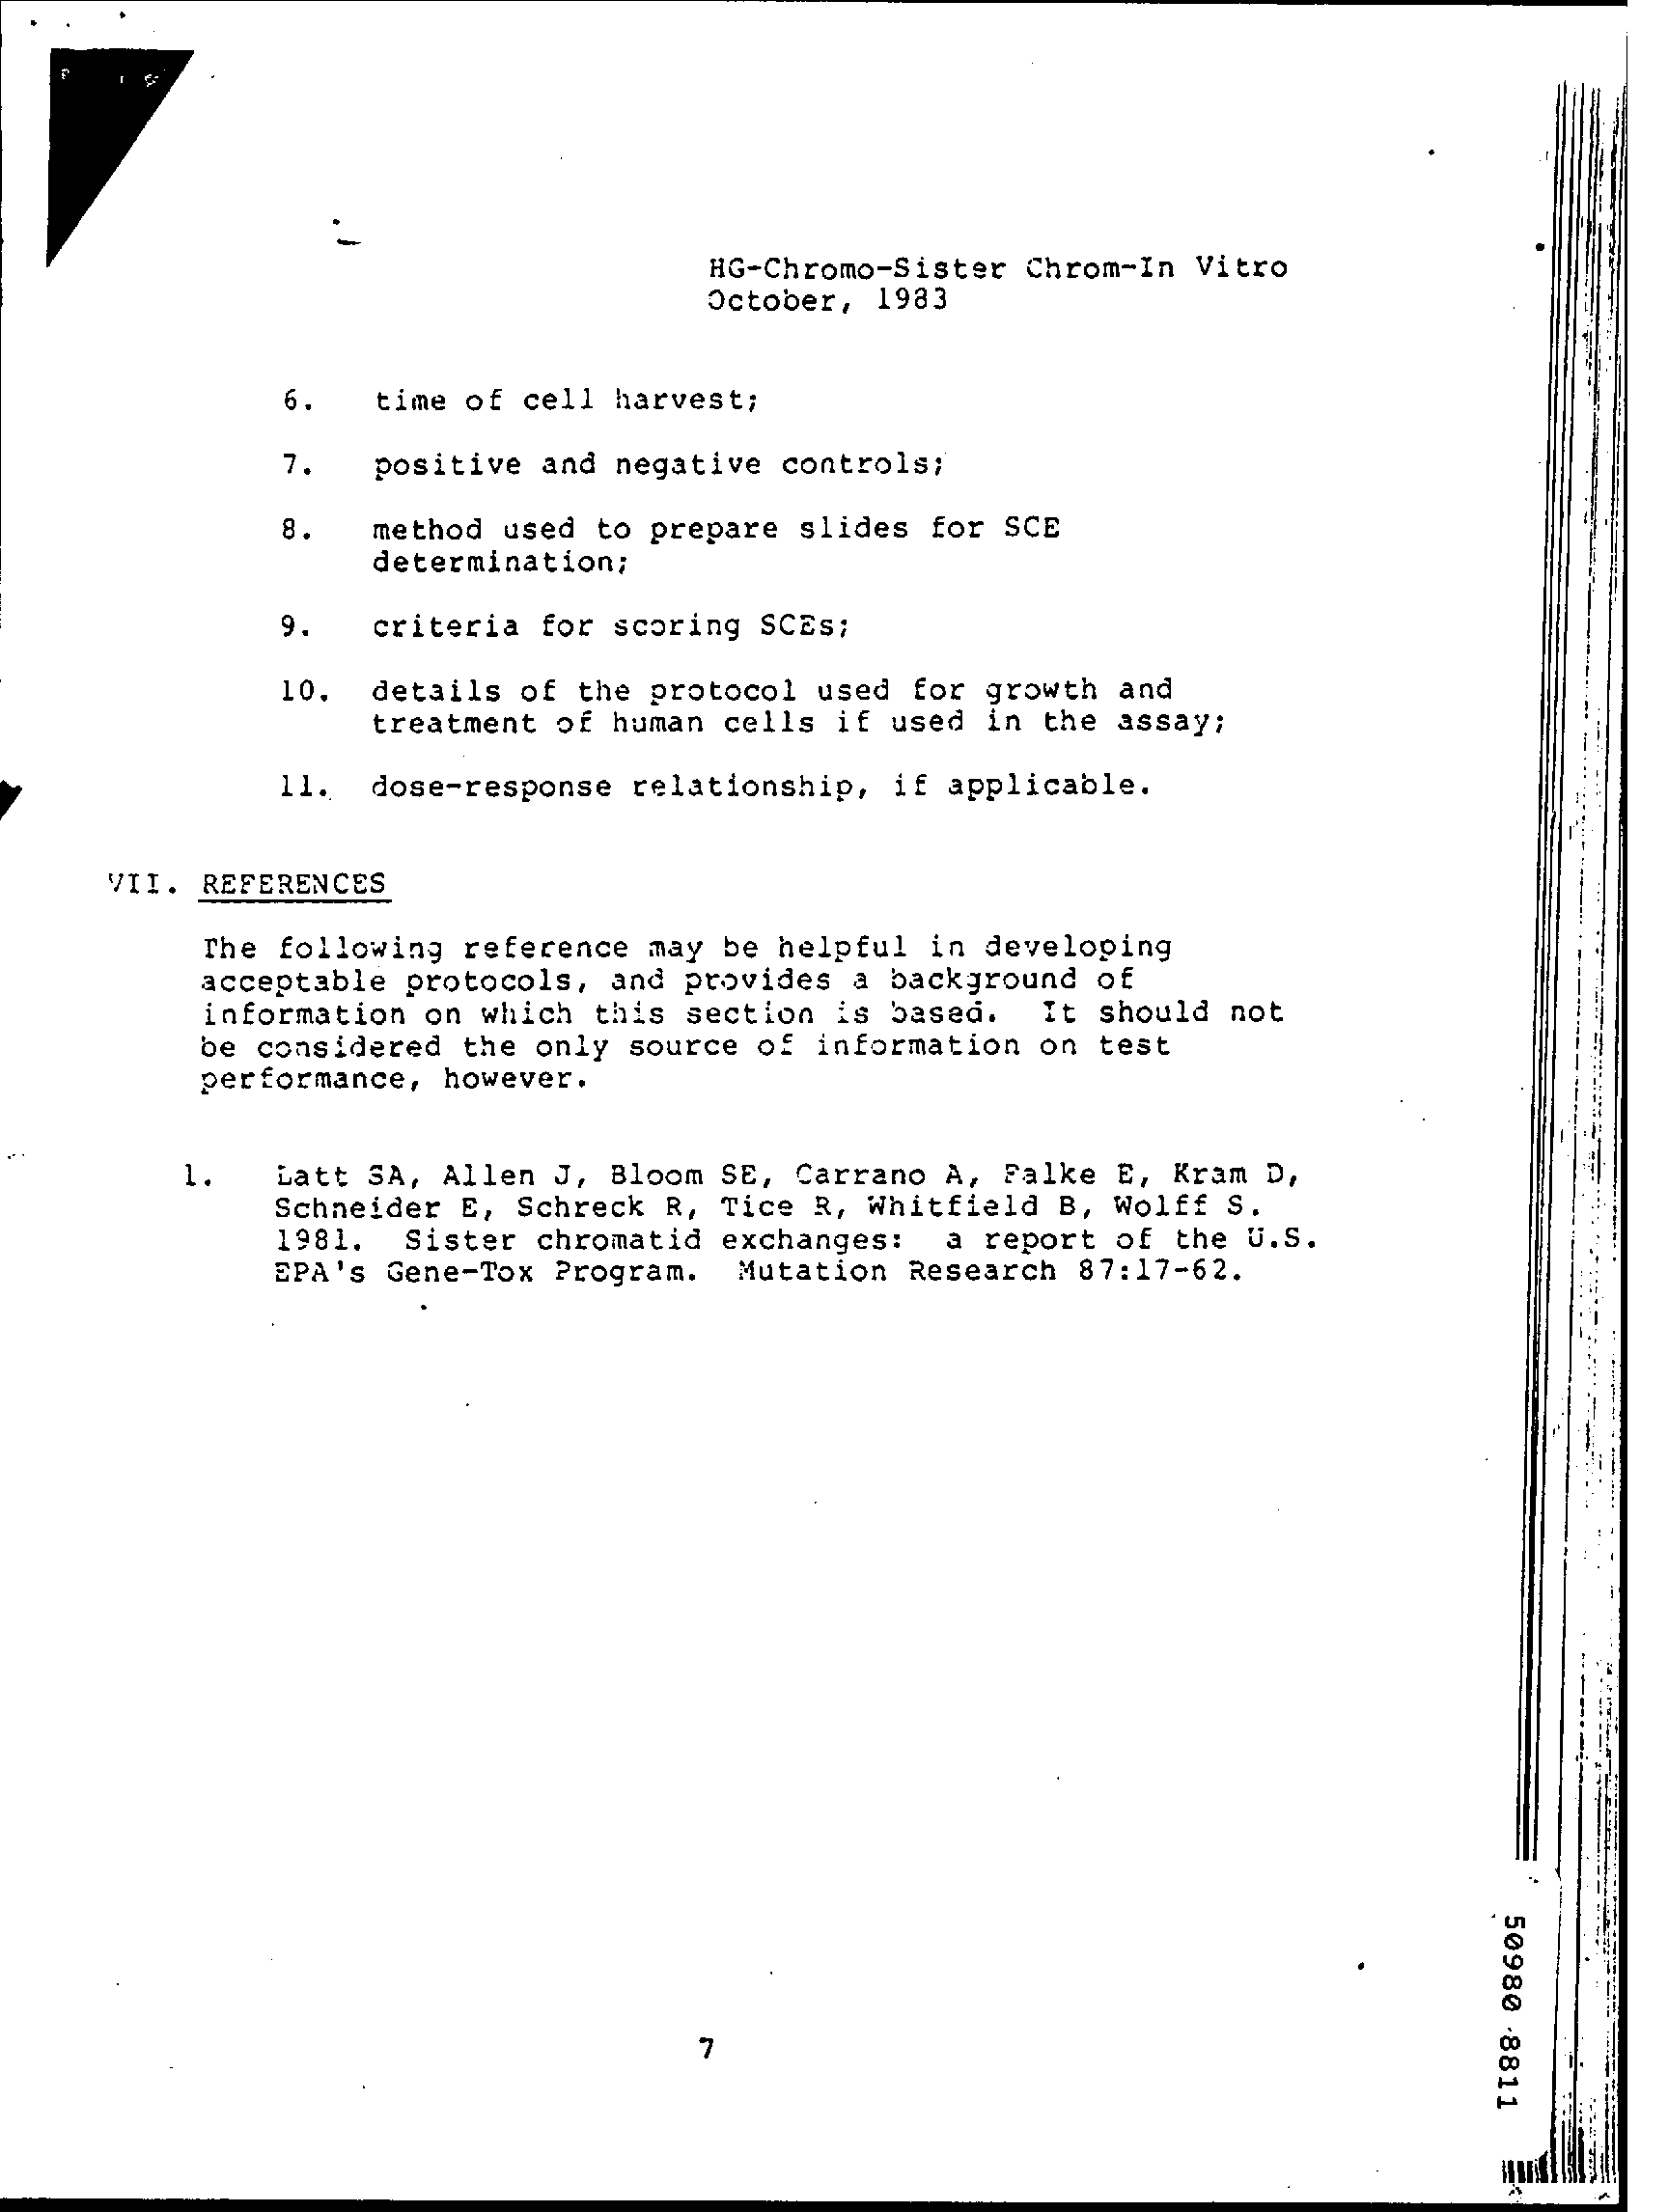 HG-Chromo-Sister Chrom-In Vitro
October, 1983
6. time of cell harvest;
7. positive and negative controls;
8. method used to prepare slides for SCE
determination;
9. criteria for scoring SCEs;
10. details of the protocol used for growth and
treatment of human cells if used in the assay;
11. dose-response relationship, if applicable.
VII. REFERENCES
The following reference may be helpful in developing
acceptable protocols, and provides a background of
information on which this section is based. It should not
be considered the only source of information on test
performance, however.
1. Latt SA, Allen J, Bloom SE, Carrano A, Falke E, Kram D,
Schneider E, Schreck R, Tice R, Whitfield B, Wolff S.
1981. Sister chromatid exchanges: a report of the U.S.
EPA's Gene-Tox Program. Mutation Research 87:17-62.
7
50980 8811